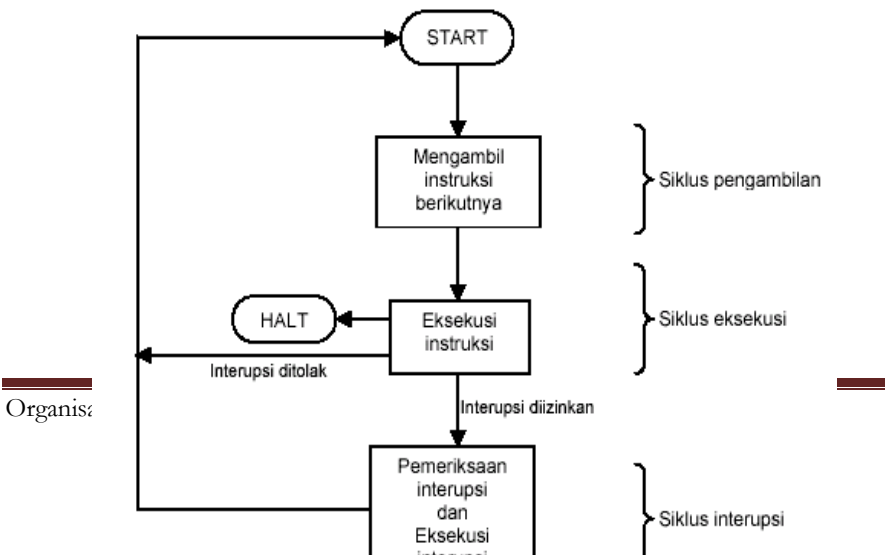 START
Mengambil
instruksi
berikutnya
Siklus pengambilan
HALT
Eksekusi
instruksi
Siklus eksekusi
Interupsi ditolak
Interupsi diizinkan
Pemeriksaan
interupsi
dan
Eksekusi
Siklus interupsi